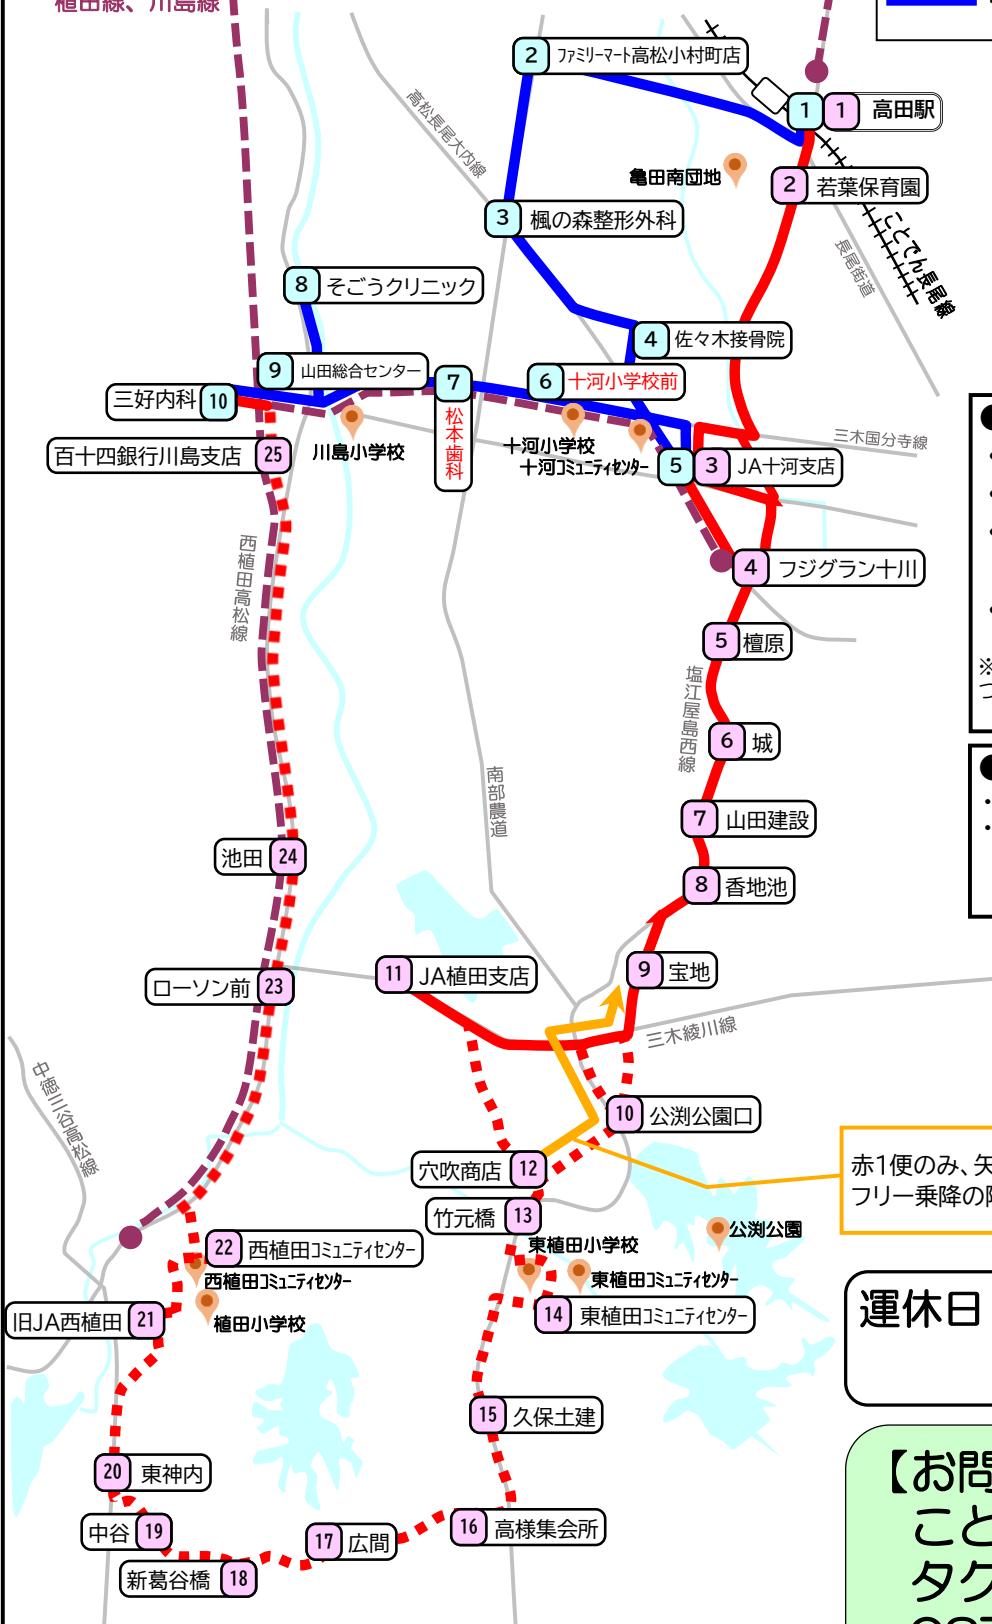 植田線、川島線
2 ファミリーマート高松小村町店
1 1 高田駅
高松長尾大内線
亀田南団地
2 若葉保育園
3 楓の森整形外科
ことでん長尾線
長尾街道
8 そごうクリニック
4 佐々木接骨院
9 山田総合センター
7 松本歯科
6 十河小学校前
三好内科 10
川島小学校
十河小学校
十河コミュニティセンター
三木国分寺線
百十四銀行川島支店 25
5 3 JA十河支店
西植田高松線
4 フジグラン十川
5 檀原
塩江屋島西線
※
つ
6 城
南部農道
7 山田建設
池田 24
8 香地池
11 JA植田支店
9 宝地
ローソン前 23
三木綾川線
中徳三谷高松線
10 公渕公園口
穴吹商店 12
赤1便のみ、矢
フリー乗降の限
竹元橋 13
公渕公園
22 西植田コミュニティセンター
東植田小学校
西植田コミュニティセンター
東植田コミュニティセンター
旧JA西植田 21
植田小学校
14 東植田コミュニティセンター
運休日
15 久保土建
20 東神内
【お問
中谷 19
17 広間
16 高様集会所
こと
新葛谷橋 18
タク